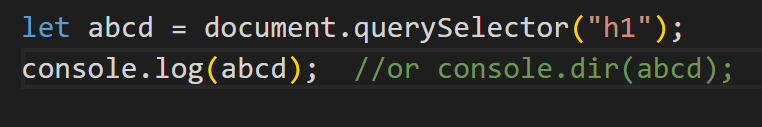 let abcd = document.querySelector("h1");
console.log(abcd);  //or console.dir(abcd);